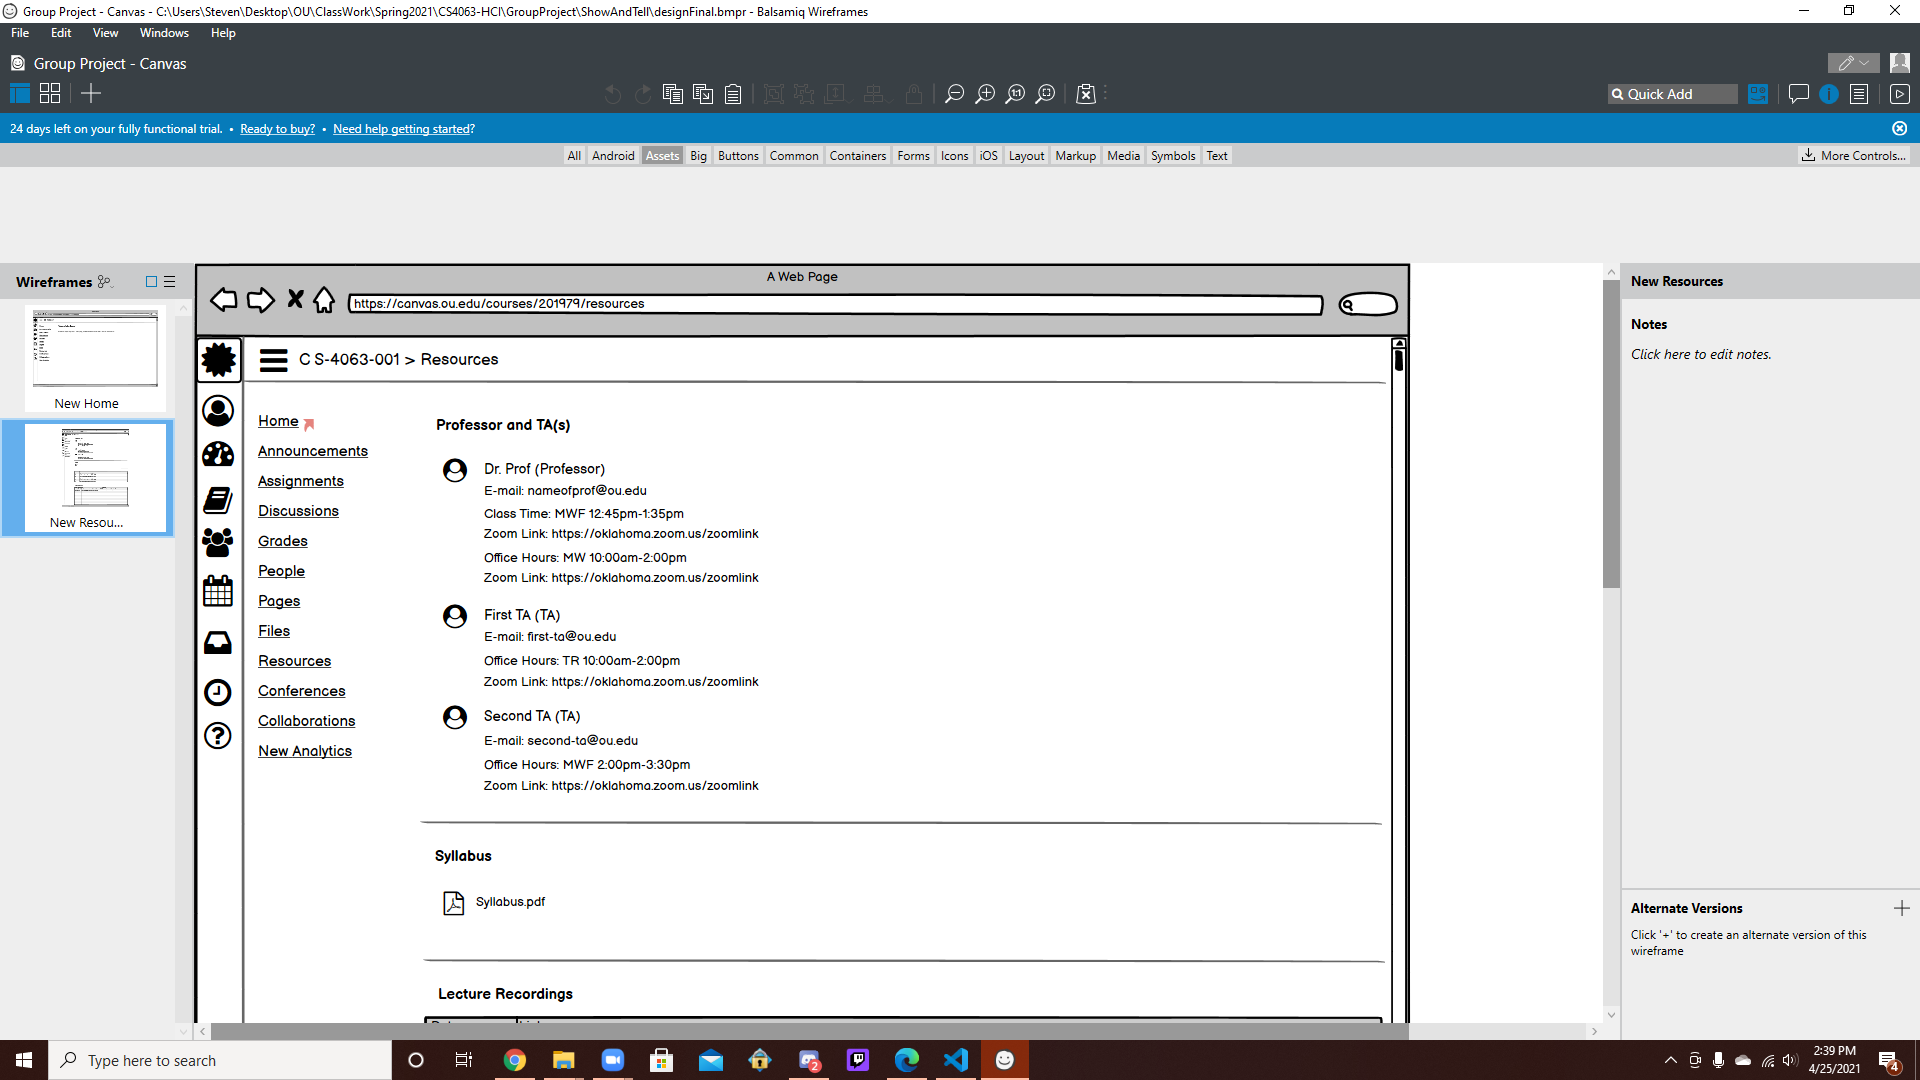 Group Project - Canvas - C:\Users\Steven\Desktop\OU\ClassWork\Spring2021\CS4063-HCI\GroupProject\ShowAndTell\designFinal.bmpr - Balsamiq Wireframes
File Edit View Windows Help
Group Project - Canvas
Quick Add
24 days left on your fully functional trial. • Ready to buy? • Need help getting started?
All Android Assets Big Buttons Common Containers Forms Icons iOS Layout Markup Media Symbols Text
More Controls...
Wireframes
New Home
New Resou...
A Web Page
https://canvas.ou.edu/courses/201979/resources
C S-4063-001 > Resources
Home
Announcements
Assignments
Discussions
Grades
People
Pages
Files
Resources
Conferences
Collaborations
New Analytics
Professor and TA(s)
Dr. Prof (Professor)
E-mail: nameofprof@ou.edu
Class Time: MWF 12:45pm-1:35pm
Zoom Link: https://oklahoma.zoom.us/zoomlink
Office Hours: MW 10:00am-2:00pm
Zoom Link: https://oklahoma.zoom.us/zoomlink
First TA (TA)
E-mail: first-ta@ou.edu
Office Hours: TR 10:00am-2:00pm
Zoom Link: https://oklahoma.zoom.us/zoomlink
Second TA (TA)
E-mail: second-ta@ou.edu
Office Hours: MWF 2:00pm-3:30pm
Zoom Link: https://oklahoma.zoom.us/zoomlink
Syllabus
Syllabus.pdf
Lecture Recordings
New Resources
Notes
Click here to edit notes.
Alternate Versions
Click '+' to create an alternate version of this
wireframe
Type here to search
2
2:39 PM
4/25/2021
4